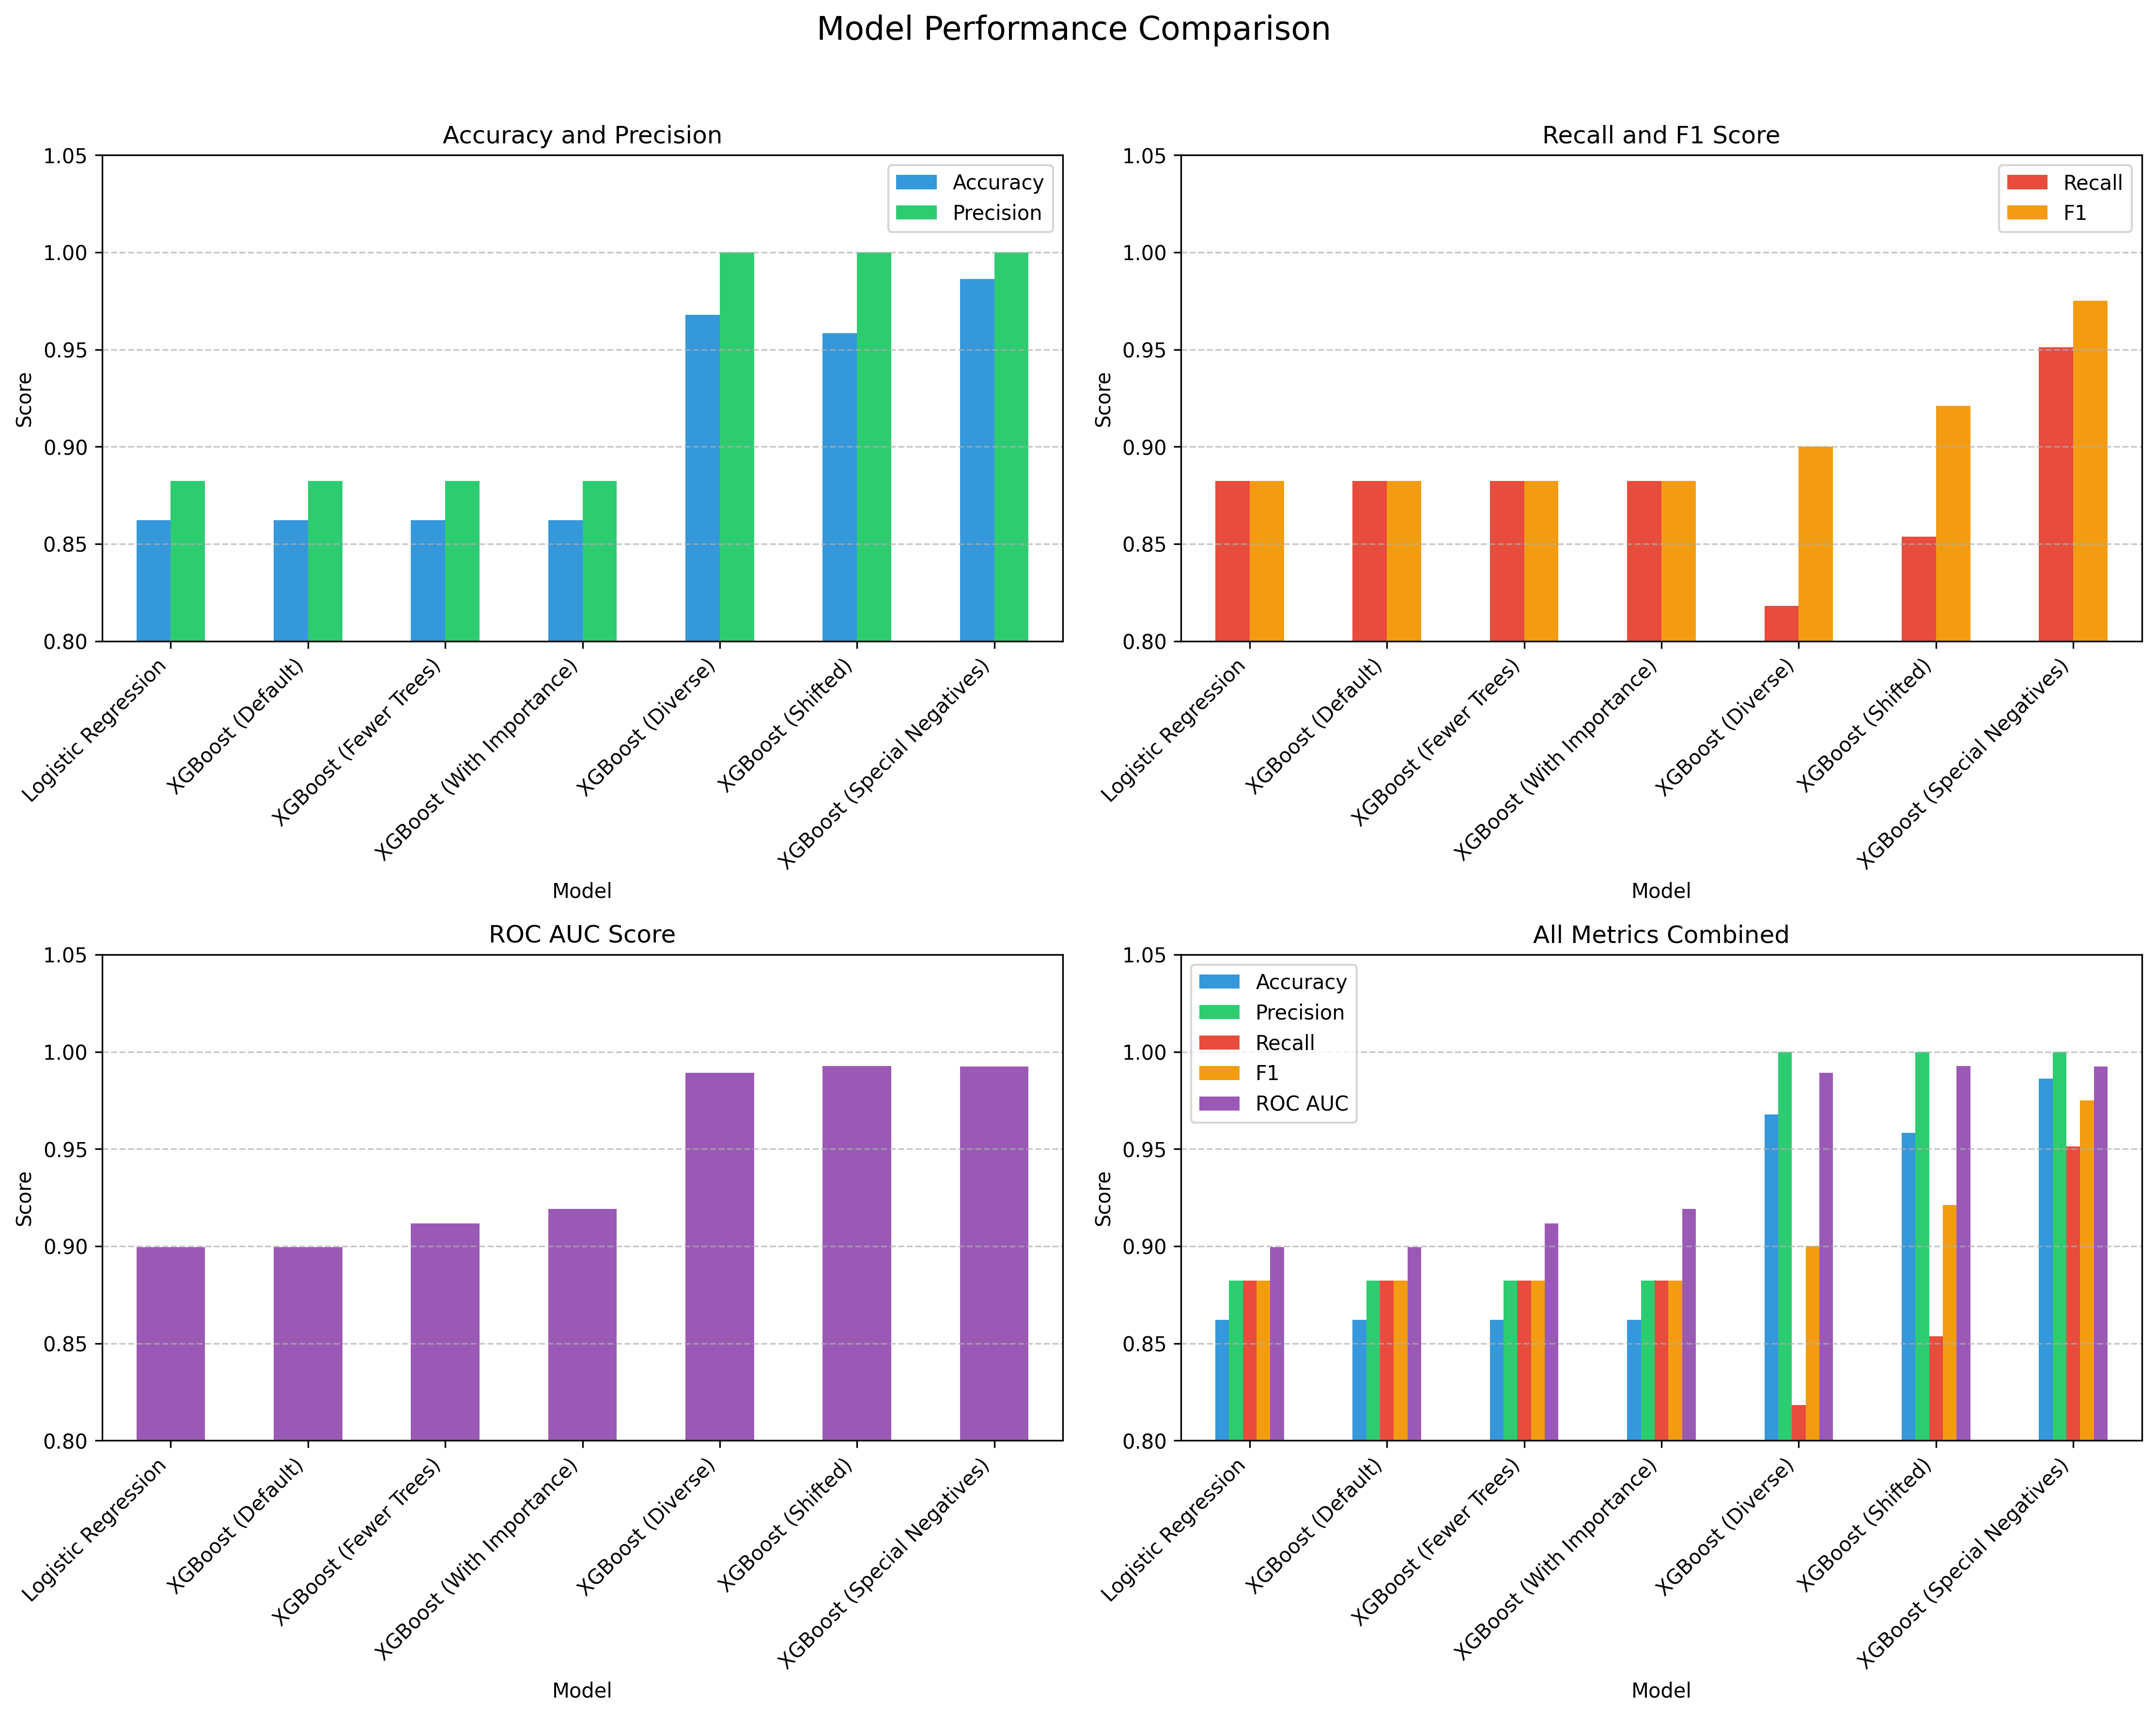 Model Performance Comparison
Accuracy and Precision
1.05
1.00
0.95
0.90
0.85
0.80
Score
Accuracy
Precision
Logistic Regression
XGBoost (Default)
XGBoost (Fewer Trees)
XGBoost (With Importance)
XGBoost (Diverse)
XGBoost (Shifted)
XGBoost (Special Negatives)
Model
Recall and F1 Score
1.05
1.00
0.95
0.90
0.85
0.80
Score
Recall
F1
Logistic Regression
XGBoost (Default)
XGBoost (Fewer Trees)
XGBoost (With Importance)
XGBoost (Diverse)
XGBoost (Shifted)
XGBoost (Special Negatives)
Model
ROC AUC Score
1.05
1.00
0.95
0.90
0.85
0.80
Score
Logistic Regression
XGBoost (Default)
XGBoost (Fewer Trees)
XGBoost (With Importance)
XGBoost (Diverse)
XGBoost (Shifted)
XGBoost (Special Negatives)
Model
All Metrics Combined
1.05
1.00
0.95
0.90
0.85
0.80
Score
Accuracy
Precision
Recall
F1
ROC AUC
Logistic Regression
XGBoost (Default)
XGBoost (Fewer Trees)
XGBoost (With Importance)
XGBoost (Diverse)
XGBoost (Shifted)
XGBoost (Special Negatives)
Model